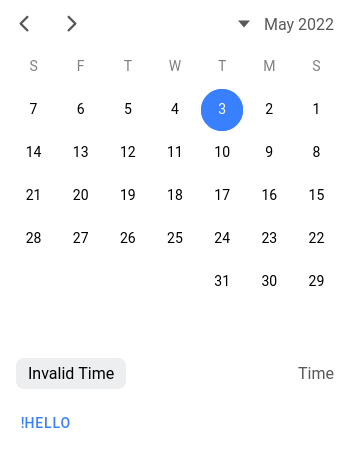 May 2022
S F T W T M S
7 6 5 4 3 2 1
14 13 12 11 10 9 8
21 20 19 18 17 16 15
28 27 26 25 24 23 22
31 30 29
Invalid Time Time
!HELLO